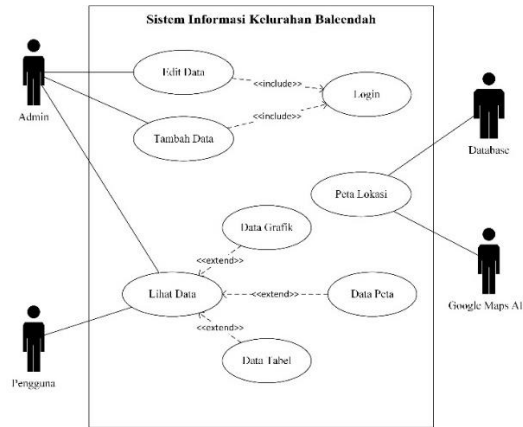 Sistem Informasi Kelurahan Baleendah
Edit Data
<<include>>
Login
Admin
<<include>>
Tambah Data
Database
Peta Lokasi
Data Grafik
<<extend>>
Lihat Data
<<extend>>
Data Peta
Google Maps AI
<<extend>>
Data Tabel
Pengguna